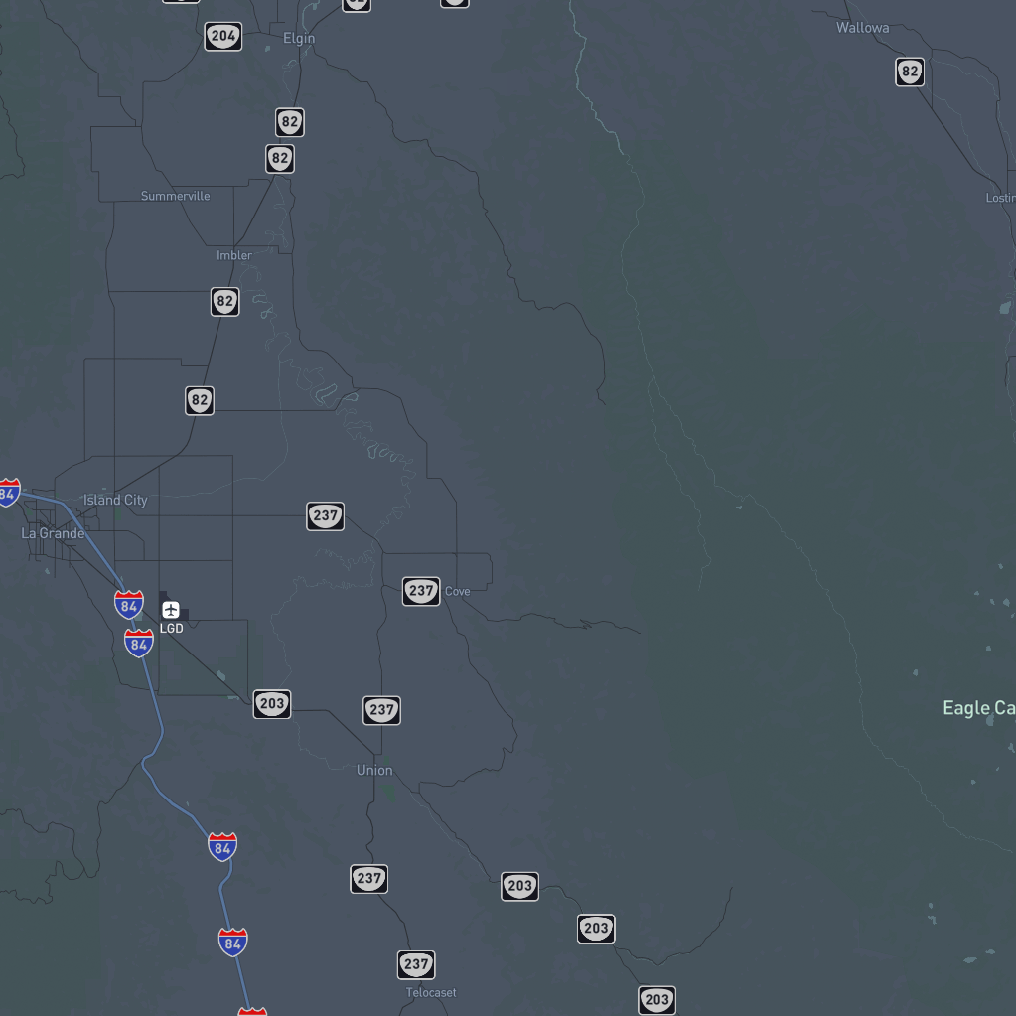 Wallowa
204
Elgin
82
82
82
Summerville
Lostin
Imbler
82
82
84
Island City
237
La Grande
237
Cove
84
LGD
84
203
237
Eagle Ca
Union
84
237
203
203
84
237
Telocaset
203